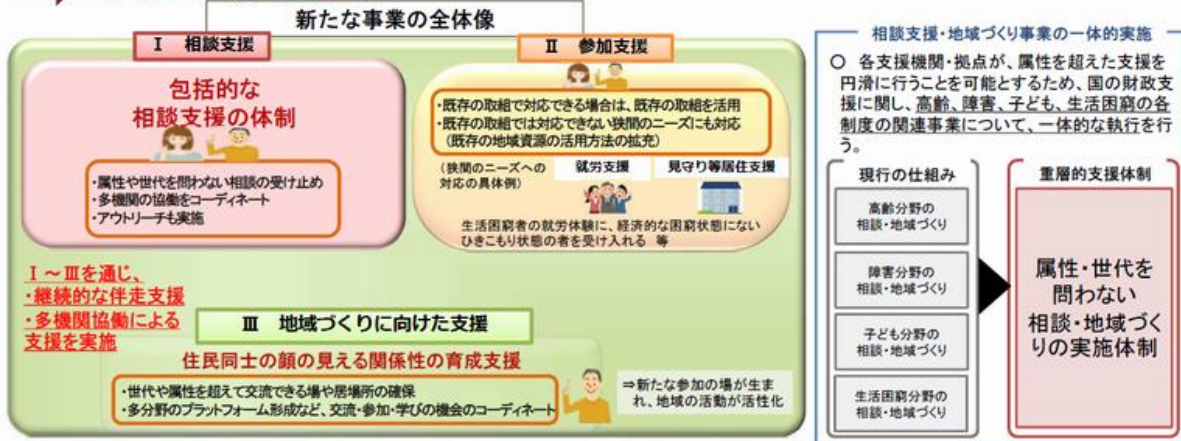 新たな事業の全体像
Ⅰ 相談支援
包括的な
相談支援の体制
・属性や世代を問わない相談の受け止め
・多機関の協働をコーディネート
・アウトリーチも実施
Ⅱ 参加支援
・既存の取組で対応できる場合は、既存の取組を活用
・既存の取組では対応できない狭間のニーズにも対応
(既存の地域資源の活用方法の拡充)
(狭間のニーズへの
対応の具体例)
就労支援
見守り等居住支援
生活困窮者の就労体験に、経済的な困窮状態にない
ひきこもり状態の者を受け入れる 等
Ⅰ～Ⅲを通じ、
・継続的な伴走支援
・多機関協働による
支援を実施
Ⅲ 地域づくりに向けた支援
住民同士の顔の見える関係性の育成支援
・世代や属性を超えて交流できる場や居場所の確保
・多分野のプラットフォーム形成など、交流・参加・学びの機会のコーディネート
⇒新たな参加の場が生ま
れ、地域の活動が活性化
相談支援・地域づくり事業の一体的実施
○ 各支援機関・拠点が、属性を超えた支援を
円滑に行うことを可能とするため、国の財政支
援に関し、高齢、障害、子ども、生活困窮の各
制度の関連事業について、一体的な執行を行
う。
現行の仕組み
高齢分野の
相談・地域づくり
障害分野の
相談・地域づくり
子ども分野の
相談・地域づくり
生活困窮分野の
相談・地域づくり
重層的支援体制
属性・世代を
問わない
相談・地域づく
りの実施体制